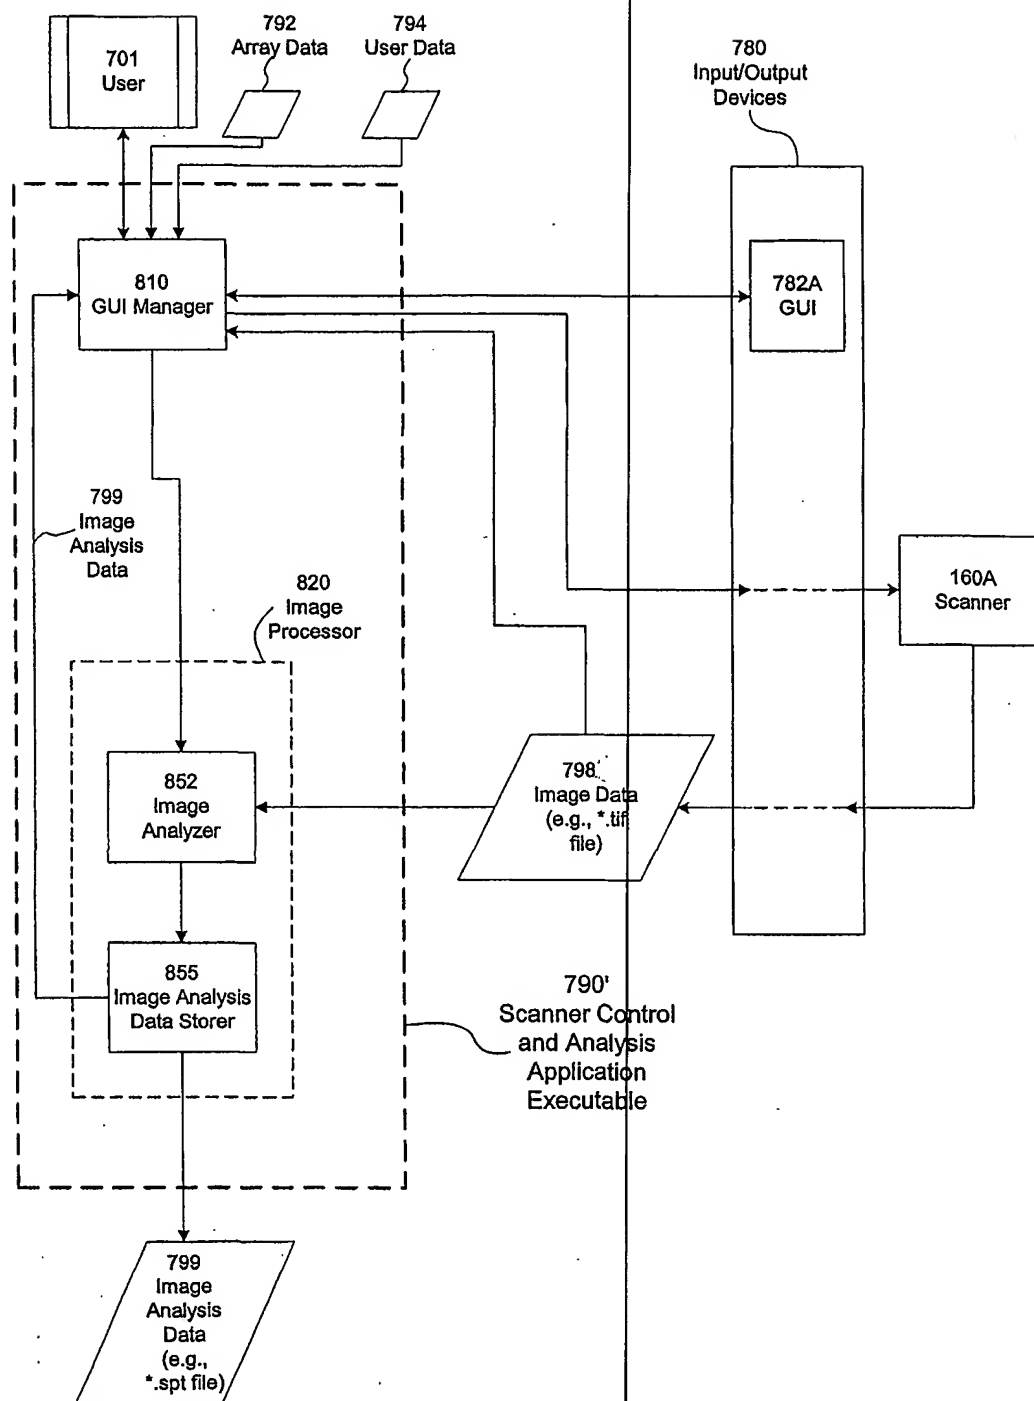 701
User
792
Array Data
794
User Data
780
Input/Output
Devices
810
GUI Manager
782A
GUI
799
Image
Analysis
Data
820
Image
Processor
160A
Scanner
852
Image
Analyzer
798'
Image Data
(e.g., *.tif
file)
855
Image Analysis
Data Storer
790'
Scanner Control
and Analysis
Application
Executable
799
Image
Analysis
Data
(e.g.,
*.spt file)